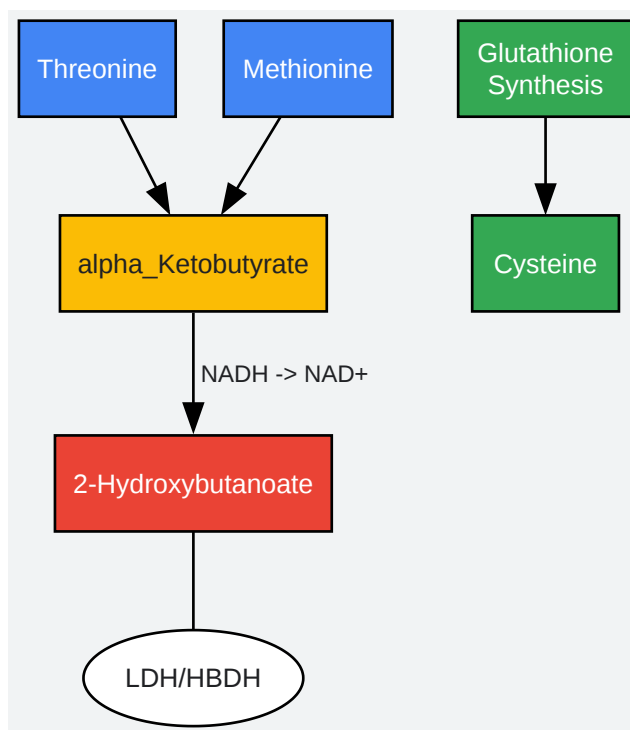 Threonine
Methionine
Glutathione
Synthesis
alpha_Ketobutyrate
Cysteine
NADH -> NAD+
2-Hydroxybutanoate
LDH/HBDH